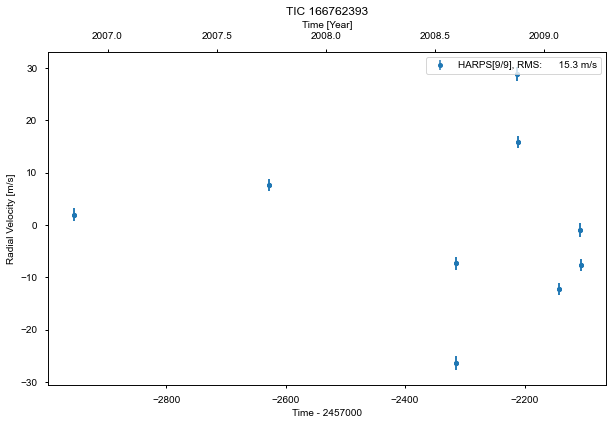 TIC 166762393
Time [Year]
2007.0 2007.5 2008.0 2008.5 2009.0
HARPS[9/9], RMS: 15.3 m/s
Radial Velocity [m/s]
30
20
10
0
−10
−20
−30
−2800 −2600 −2400 −2200
Time - 2457000